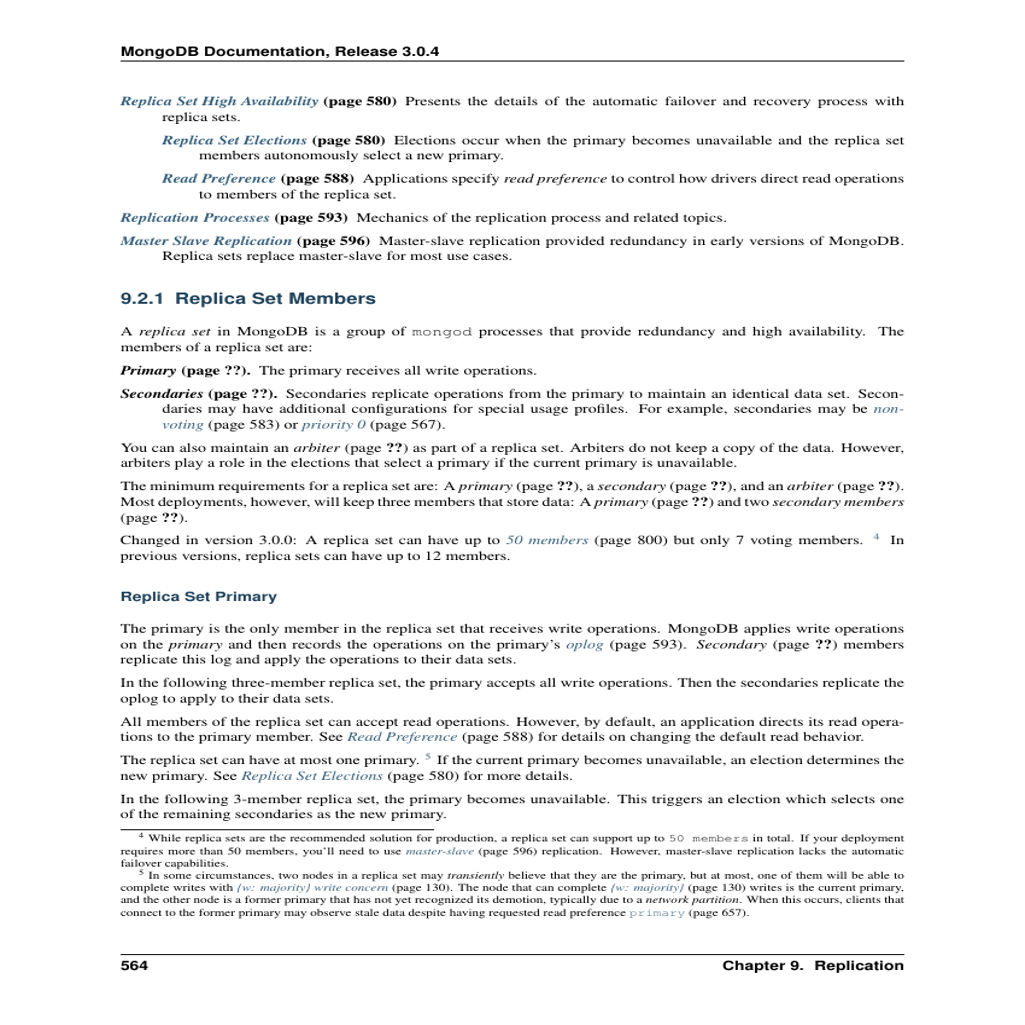 MongoDB Documentation, Release 3.0.4
Replica Set High Availability (page 580) Presents the details of the automatic failover and recovery process with
replica sets.
Replica Set Elections (page 580) Elections occur when the primary becomes unavailable and the replica set
members autonomously select a new primary.
Read Preference (page 588) Applications specify read preference to control how drivers direct read operations
to members of the replica set.
Replication Processes (page 593) Mechanics of the replication process and related topics.
Master Slave Replication (page 596) Master-slave replication provided redundancy in early versions of MongoDB.
Replica sets replace master-slave for most use cases.
9.2.1 Replica Set Members
A replica set in MongoDB is a group of mongod processes that provide redundancy and high availability. The
members of a replica set are:
Primary (page ??). The primary receives all write operations.
Secondaries (page ??). Secondaries replicate operations from the primary to maintain an identical data set. Secon-
daries may have additional configurations for special usage profiles. For example, secondaries may be non-
voting (page 583) or priority 0 (page 567).
You can also maintain an arbiter (page ??) as part of a replica set. Arbiters do not keep a copy of the data. However,
arbiters play a role in the elections that select a primary if the current primary is unavailable.
The minimum requirements for a replica set are: A primary (page ??), a secondary (page ??), and an arbiter (page ??).
Most deployments, however, will keep three members that store data: A primary (page ??) and two secondary members
(page ??).
Changed in version 3.0.0: A replica set can have up to 50 members (page 800) but only 7 voting members. 4 In
previous versions, replica sets can have up to 12 members.
Replica Set Primary
The primary is the only member in the replica set that receives write operations. MongoDB applies write operations
on the primary and then records the operations on the primary's oplog (page 593). Secondary (page ??) members
replicate this log and apply the operations to their data sets.
In the following three-member replica set, the primary accepts all write operations. Then the secondaries replicate the
oplog to apply to their data sets.
All members of the replica set can accept read operations. However, by default, an application directs its read opera-
tions to the primary member. See Read Preference (page 588) for details on changing the default read behavior.
The replica set can have at most one primary. 5 If the current primary becomes unavailable, an election determines the
new primary. See Replica Set Elections (page 580) for more details.
In the following 3-member replica set, the primary becomes unavailable. This triggers an election which selects one
of the remaining secondaries as the new primary.
4 While replica sets are the recommended solution for production, a replica set can support up to 50 members in total. If your deployment
requires more than 50 members, you'll need to use master-slave (page 596) replication. However, master-slave replication lacks the automatic
failover capabilities.
5 In some circumstances, two nodes in a replica set may transiently believe that they are the primary, but at most, one of them will be able to
complete writes with {w: majority} write concern (page 130). The node that can complete {w: majority} (page 130) writes is the current primary,
and the other node is a former primary that has not yet recognized its demotion, typically due to a network partition. When this occurs, clients that
connect to the former primary may observe stale data despite having requested read preference primary (page 657).
564
Chapter 9. Replication